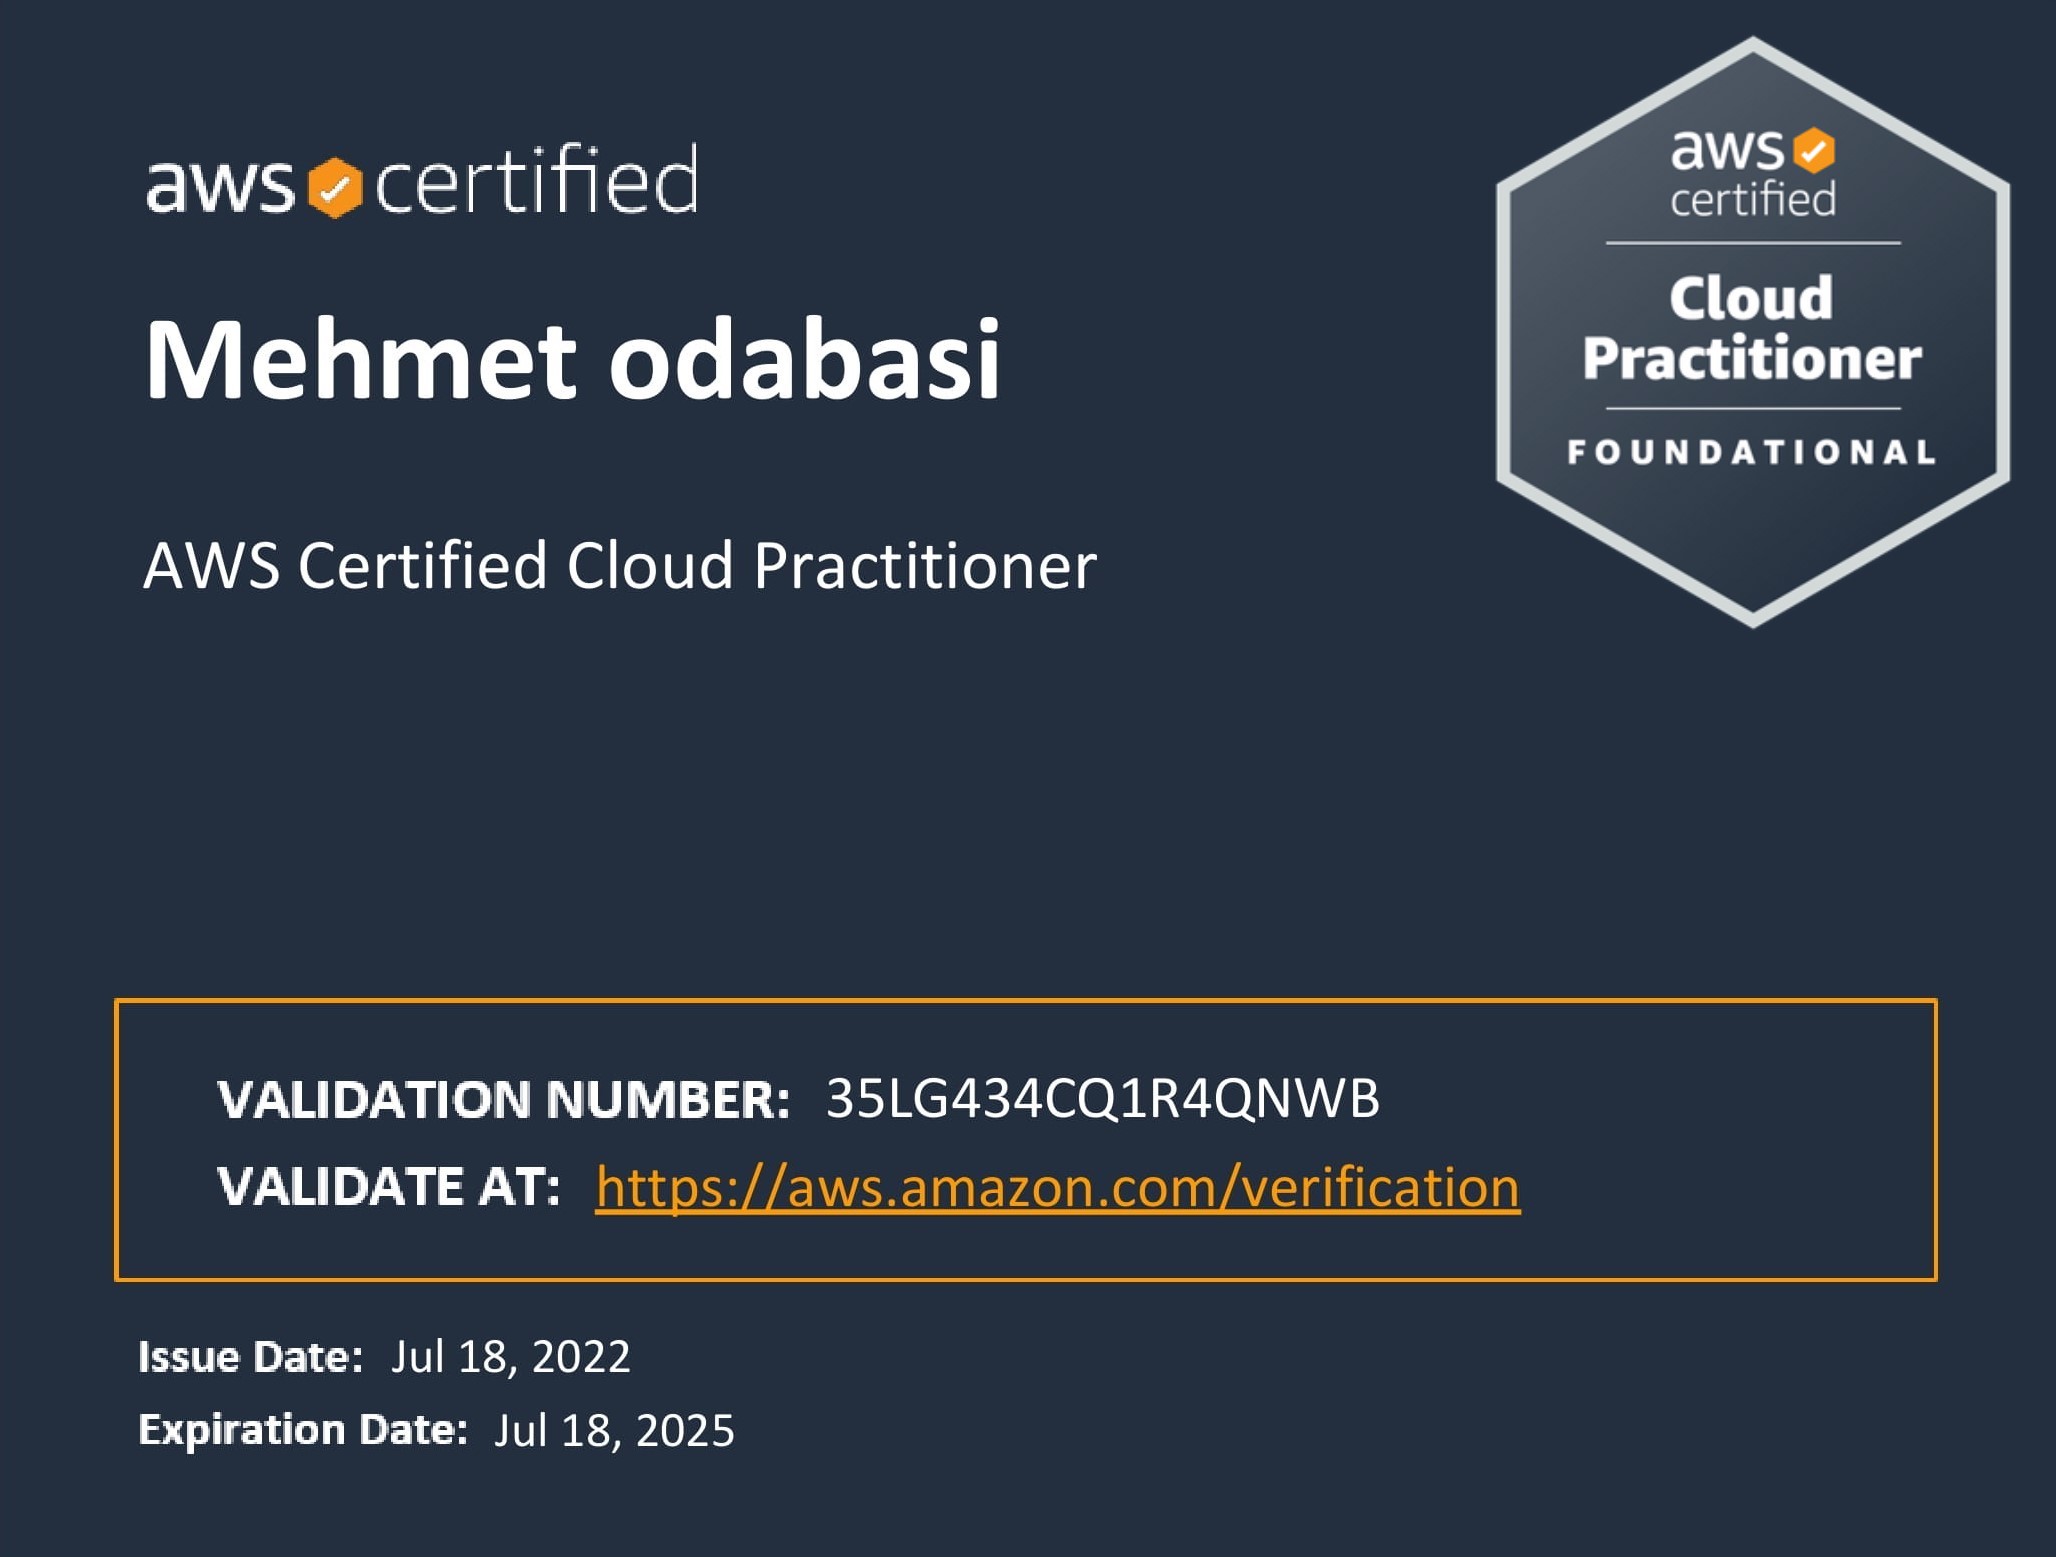 aws certified
Mehmet odabasi
AWS Certified Cloud Practitioner
aws
certified
Cloud
Practitioner
FOUNDATIONAL
VALIDATION NUMBER: 35LG434CQ1R4QNWB
VALIDATE AT: https://aws.amazon.com/verification
Issue Date: Jul 18, 2022
Expiration Date: Jul 18, 2025